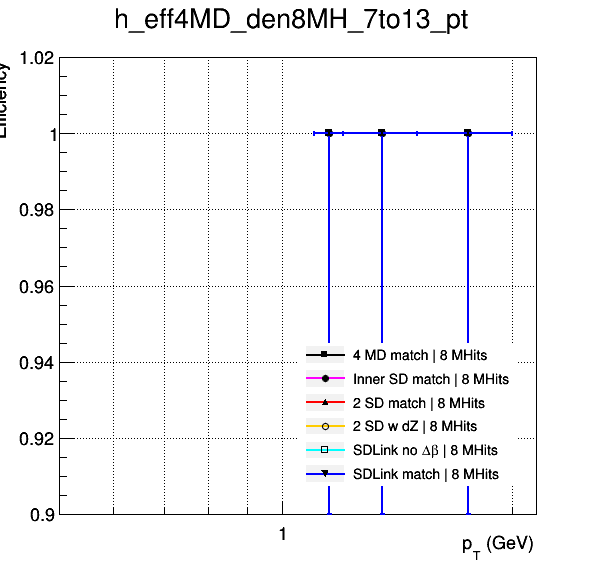 h_eff4MD_den8MH_7to13_pt
Efficiency
1.02
1
0.98
0.96
0.94
0.92
0.9
4 MD match | 8 MHits
Inner SD match | 8 MHits
2 SD match | 8 MHits
2 SD w dZ | 8 MHits
SDLink no Δβ | 8 MHits
SDLink match | 8 MHits
1
p_T (GeV)